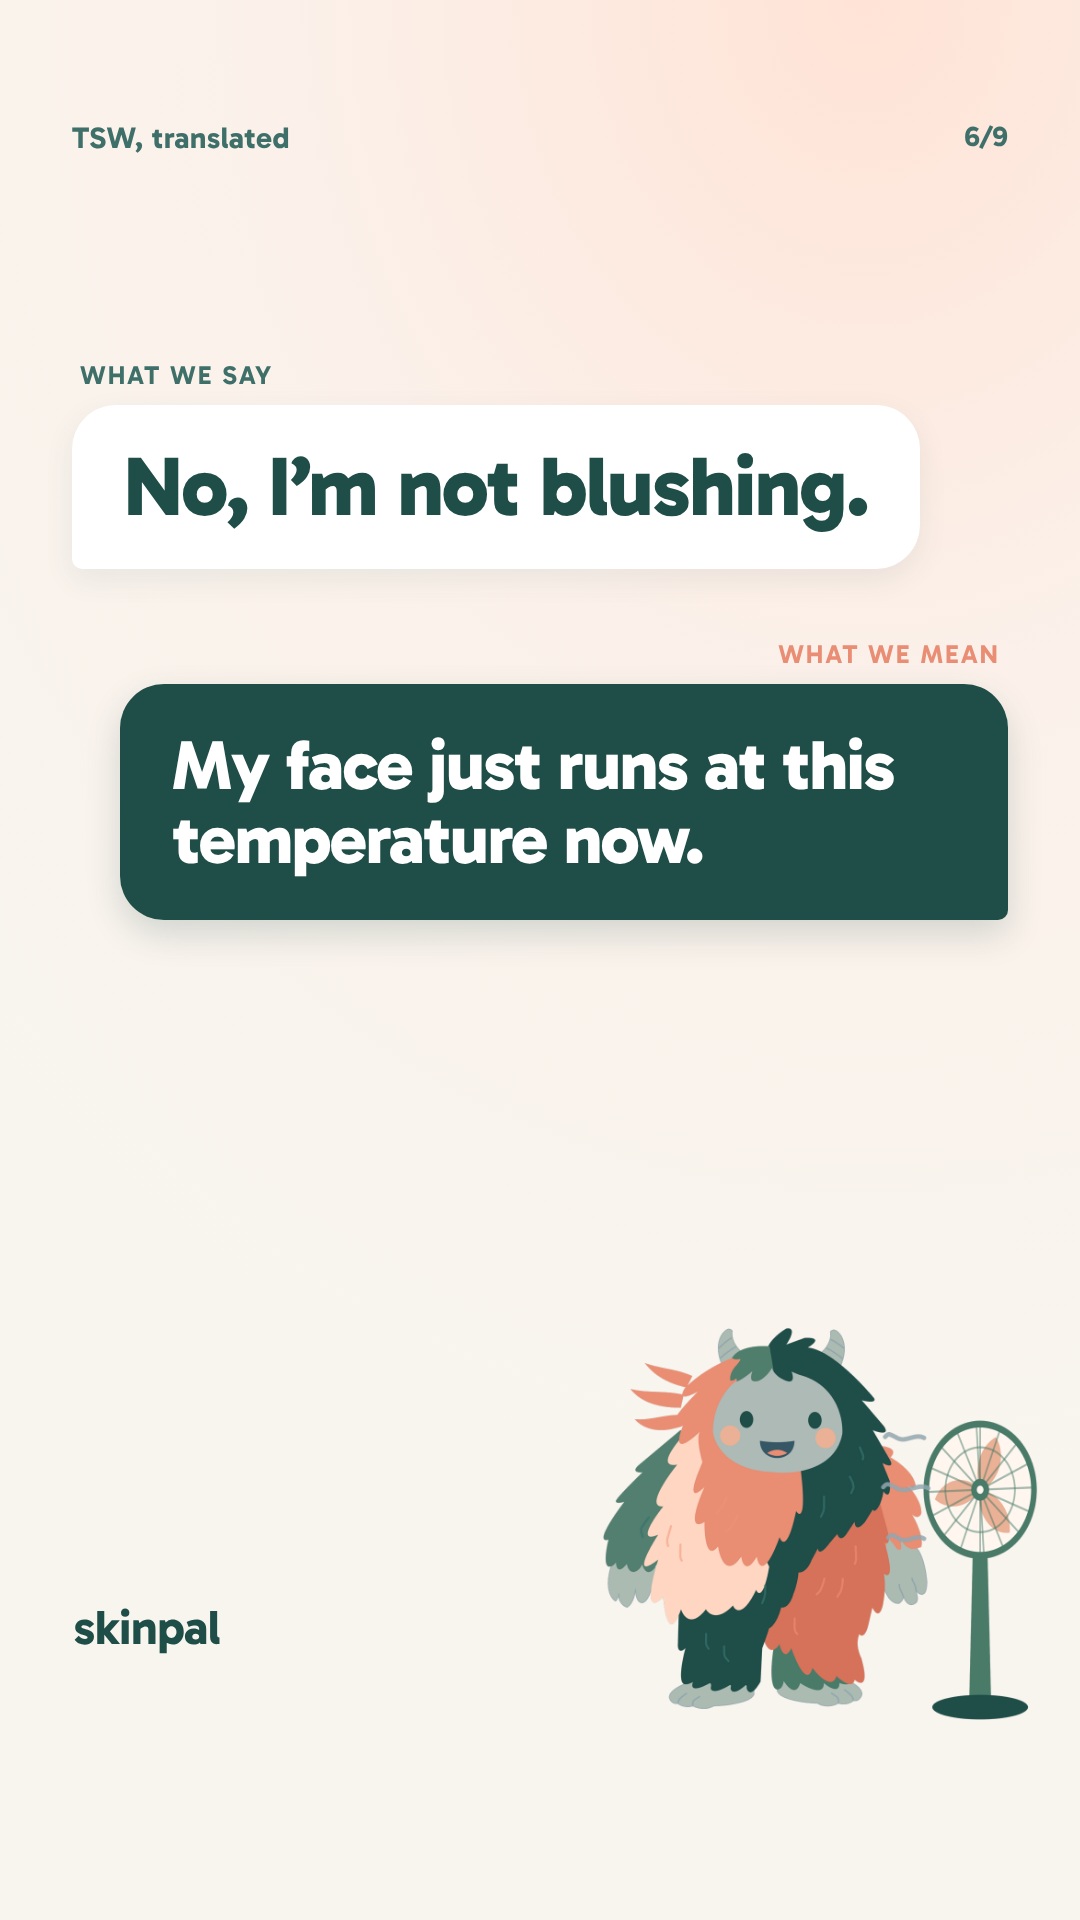 TSW, translated
6/9
WHAT WE SAY
No, I’m not blushing.
WHAT WE MEAN
My face just runs at this
temperature now.
skinpal